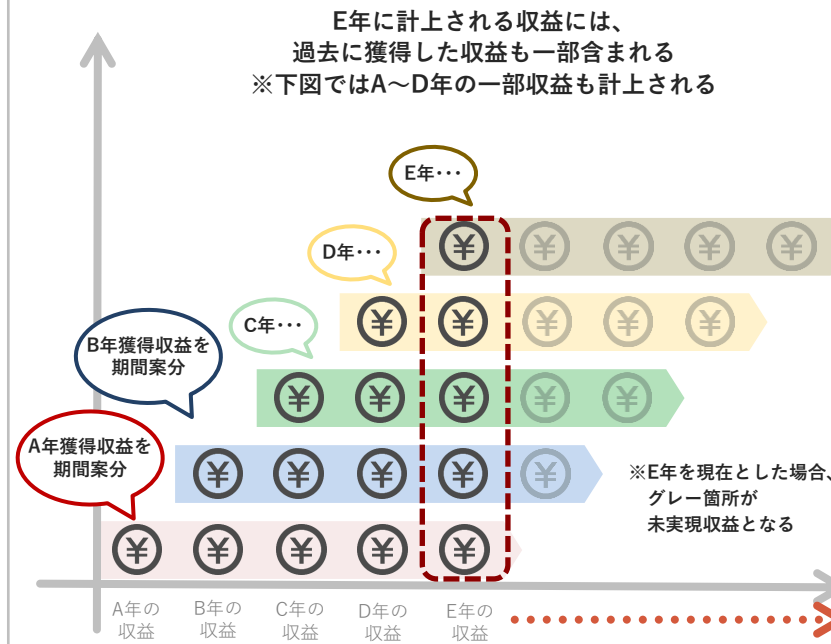 E年に計上される収益には、
過去に獲得した収益も一部含まれる
※下図ではA～D年の一部収益も計上される
E年･･･
D年･･･
C年･･･
B年獲得収益を
期間案分
A年獲得収益を
期間案分
¥ ¥ ¥ ¥ ¥
¥ ¥ ¥ ¥ ¥
¥ ¥ ¥ ¥ ¥
¥ ¥ ¥ ¥ ¥
¥ ¥ ¥ ¥ ¥
※E年を現在とした場合、
グレー箇所が
未実現収益となる
A年の
収益
B年の
収益
C年の
収益
D年の
収益
E年の
収益